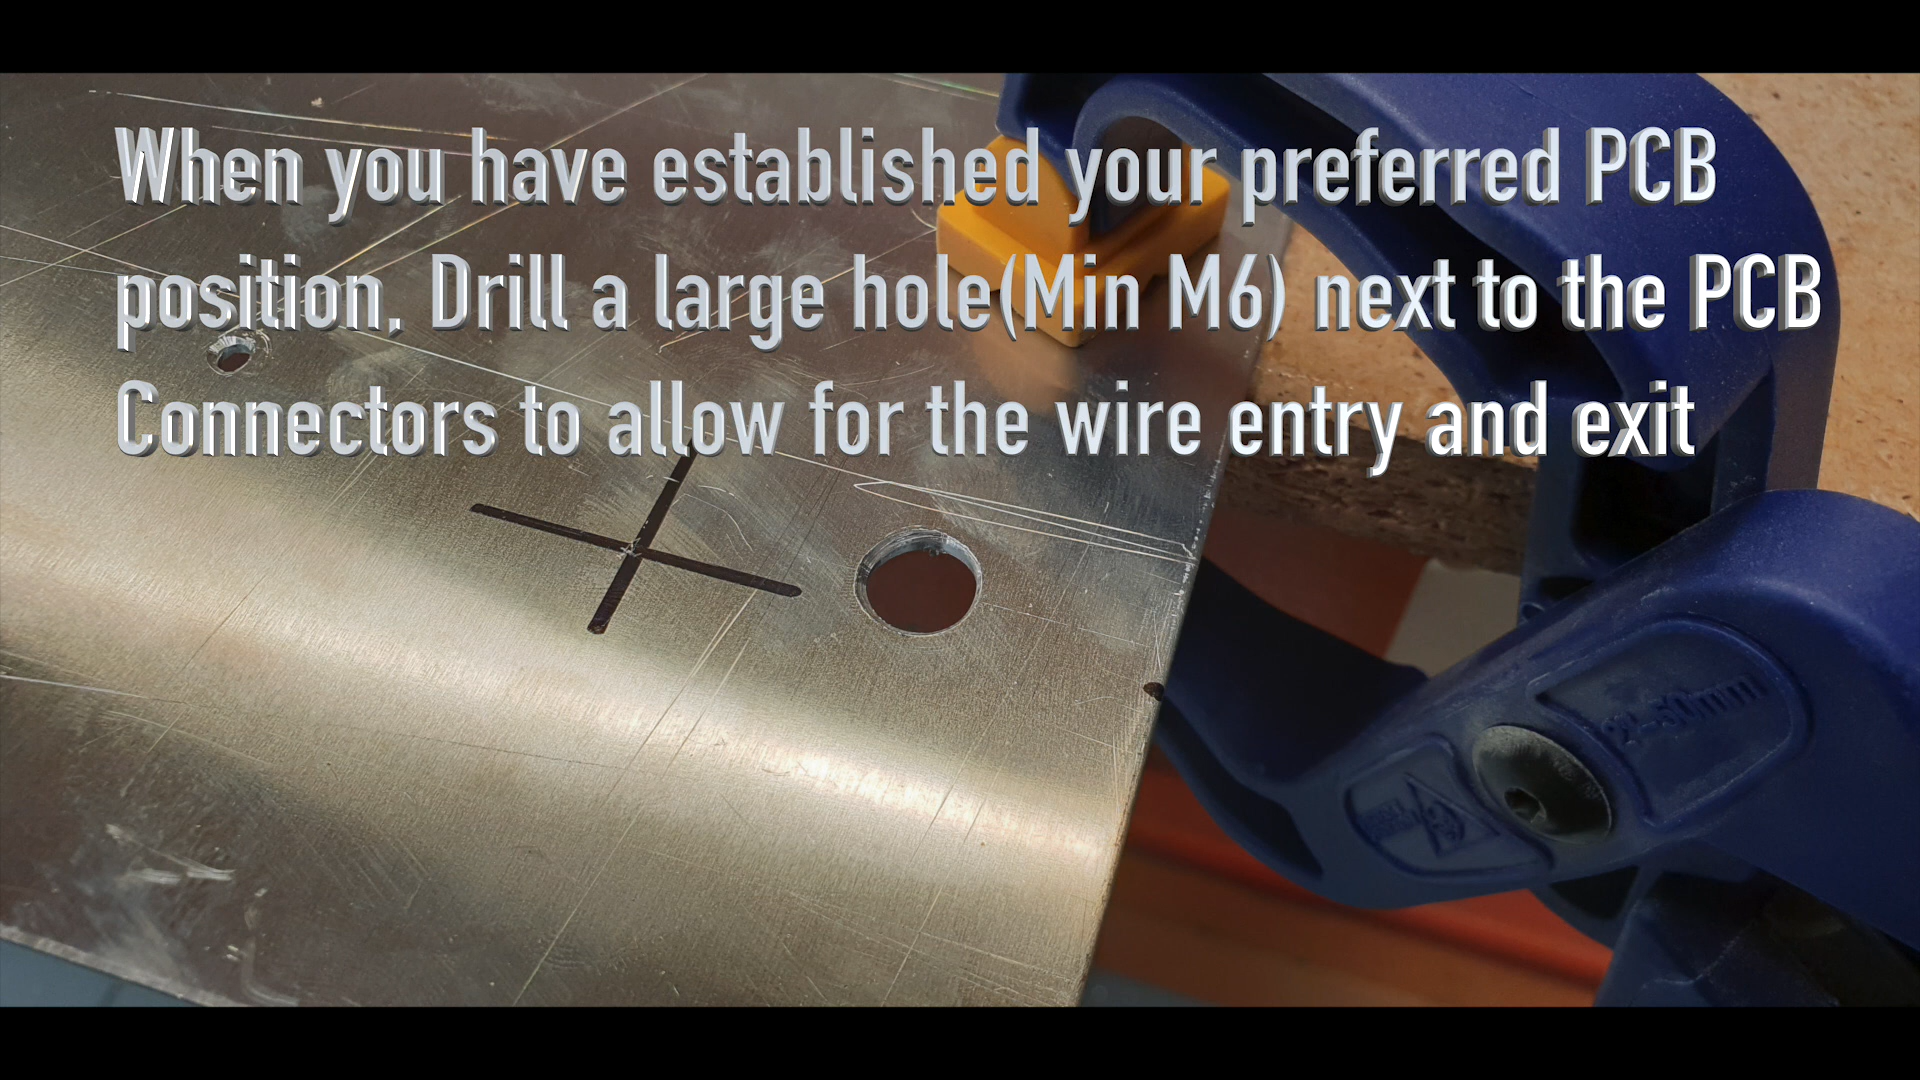 When you have established your preferred PCB
position, Drill a large hole(Min M6) next to the PCB
Connectors to allow for the wire entry and exit